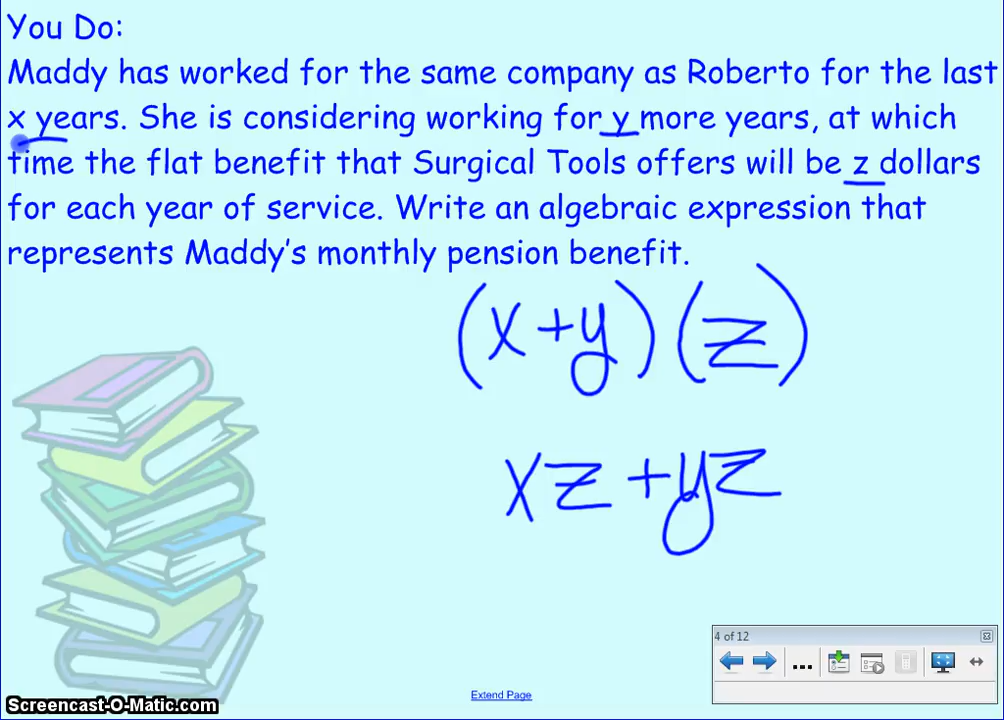 You Do:
Maddy has worked for the same company as Roberto for the last
x years. She is considering working for y more years, at which
time the flat benefit that Surgical Tools offers will be z dollars
for each year of service. Write an algebraic expression that
represents Maddy's monthly pension benefit.
(x+y)(z)
xz+yz
4 of 12
...
Extend Page
Screencast-O-Matic.com